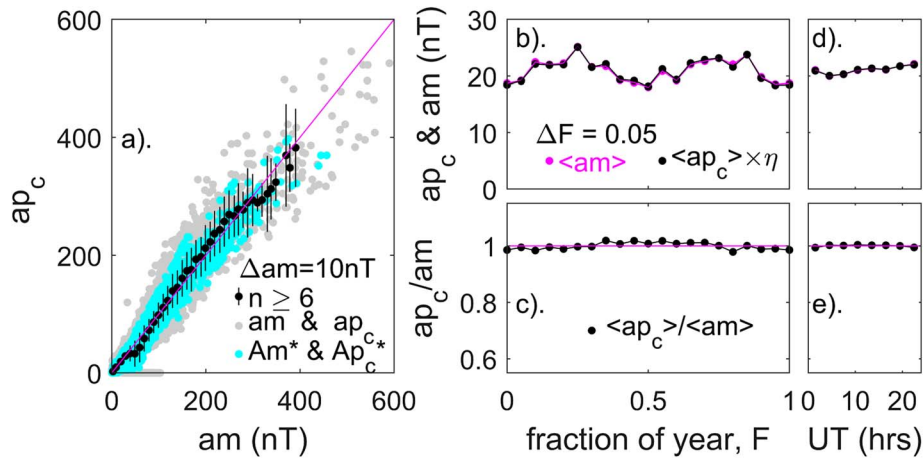 600
400
200
0
ap_c
a).
Δam=10nT
n ≥ 6
am & ap_c
Am* & Ap_c*
0 200 400 600
am (nT)
40
30
20
10
0
ap_c & am (nT)
b).
ΔF = 0.05
<am> <ap_c>×η
d).
1
0.8
0.6
ap_c/am
c).
<ap_c>/<am>
e).
0 0.5 1
fraction of year, F
0 10 20
UT (hrs)